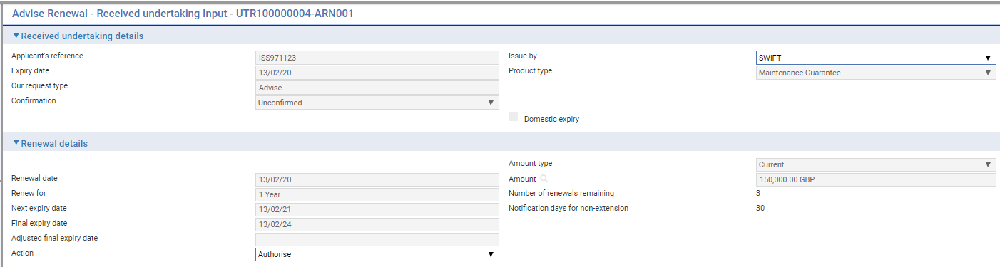 Advise Renewal - Received undertaking Input - UTR100000004-ARN001
Received undertaking details
Applicant's reference ISS971123 Issue by SWIFT
Expiry date 13/02/20 Product type Maintenance Guarantee
Our request type Advise
Confirmation Unconfirmed
Domestic expiry
Renewal details
Amount type Current
Renewal date 13/02/20 Amount 150,000.00 GBP
Renew for 1 Year Number of renewals remaining 3
Next expiry date 13/02/21 Notification days for non-extension 30
Final expiry date 13/02/24
Adjusted final expiry date
Action Authorise